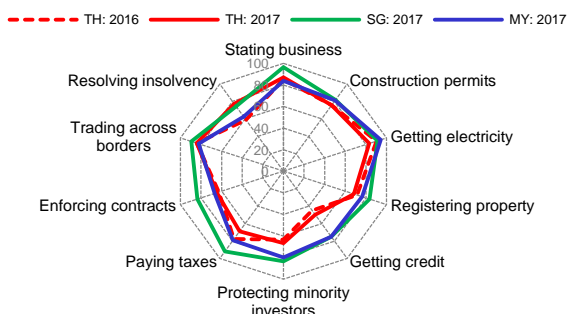 TH: 2016 TH: 2017 SG: 2017 MY: 2017
Stating business
100
80
60
40
20
0
Resolving insolvency
Construction permits
Trading across
borders
Getting electricity
Enforcing contracts
Registering property
Paying taxes
Getting credit
Protecting minority
investors